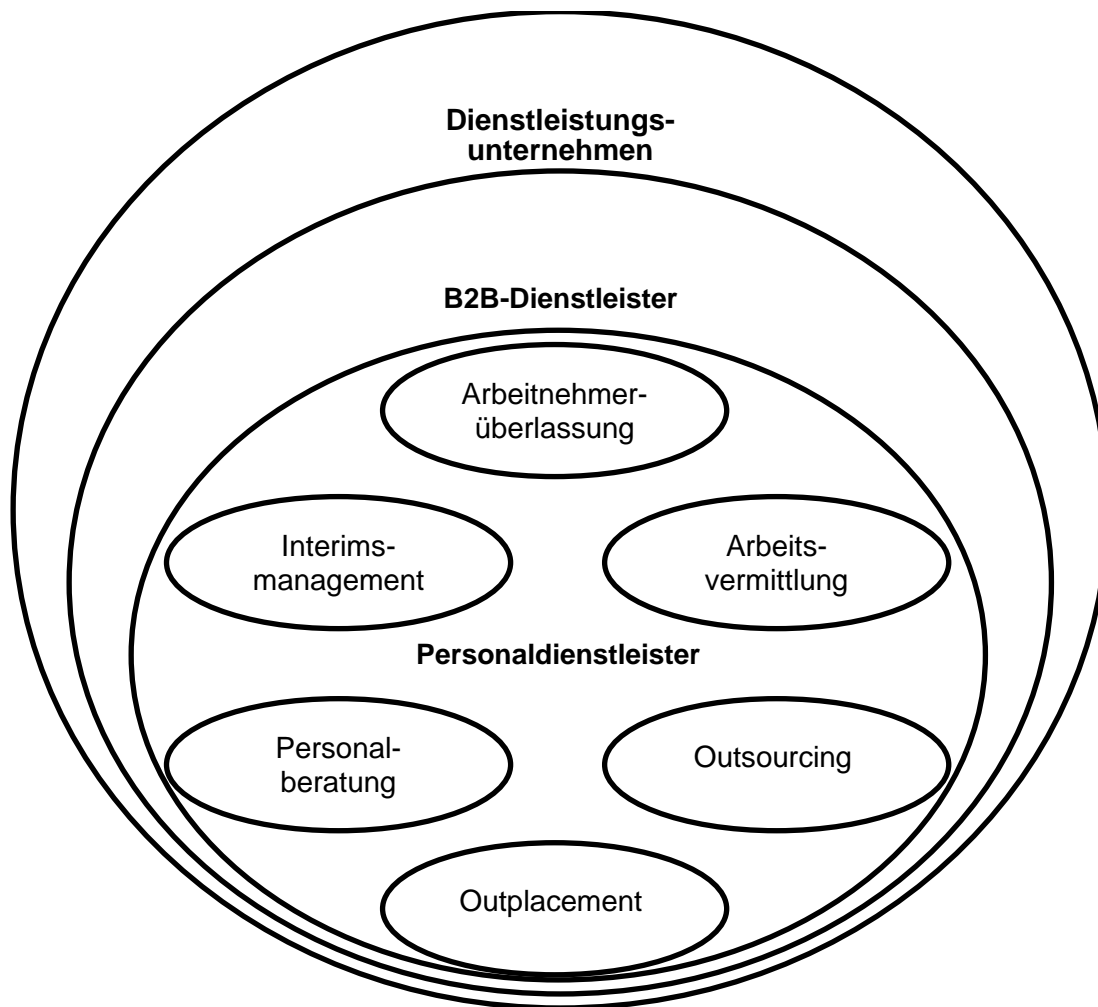 Dienstleistungs-
unternehmen
B2B-Dienstleister
Arbeitnehmer-
überlassung
Interims-
management
Arbeits-
vermittlung
Personaldienstleister
Personal-
beratung
Outsourcing
Outplacement